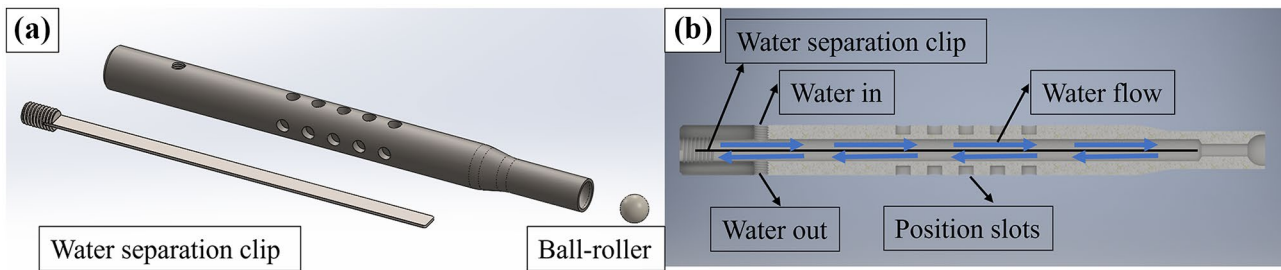 (a)
Water separation clip
Ball-roller
(b)
Water separation clip
Water in
Water flow
Water out
Position slots